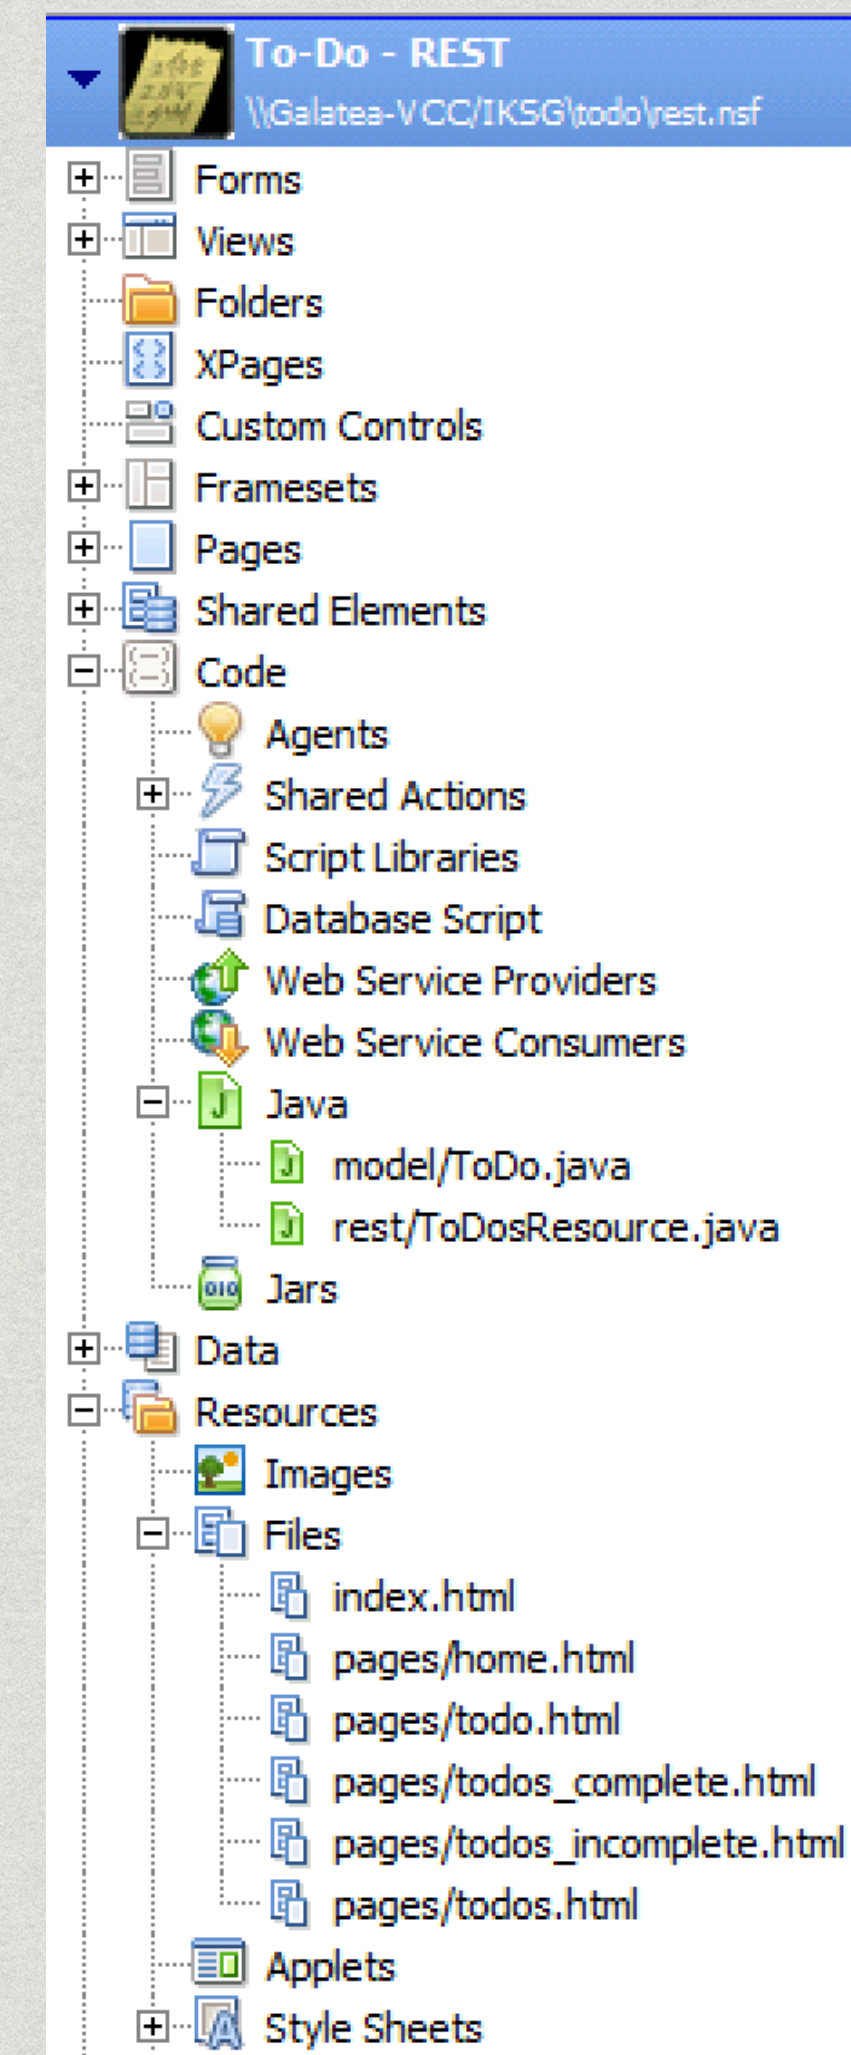 To-Do - REST
\\Galatea-VCC/IKSG\todo\rest.nsf
Forms
Views
Folders
XPages
Custom Controls
Framesets
Pages
Shared Elements
Code
Agents
Shared Actions
Script Libraries
Database Script
Web Service Providers
Web Service Consumers
Java
model/ToDo.java
rest/ToDosResource.java
Jars
Data
Resources
Images
Files
index.html
pages/home.html
pages/todo.html
pages/todos_complete.html
pages/todos_incomplete.html
pages/todos.html
Applets
Style Sheets